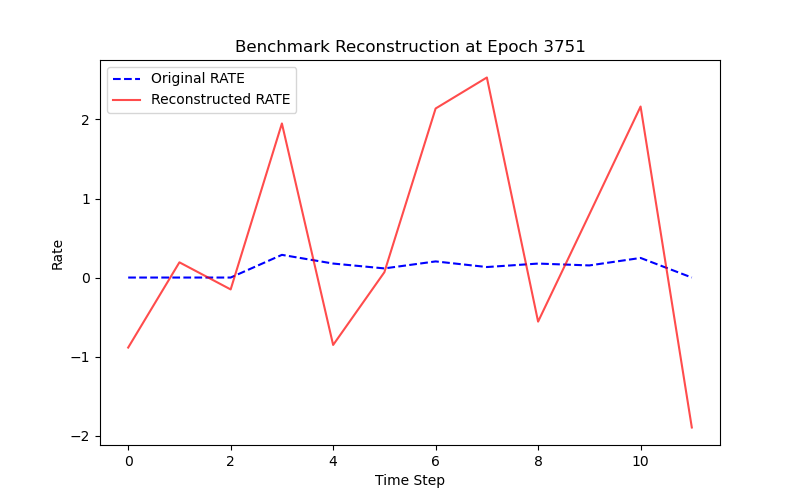 Benchmark Reconstruction at Epoch 3751
Original RATE
Reconstructed RATE
2
1
0
−1
−2
Rate
0
2
4
6
8
10
Time Step